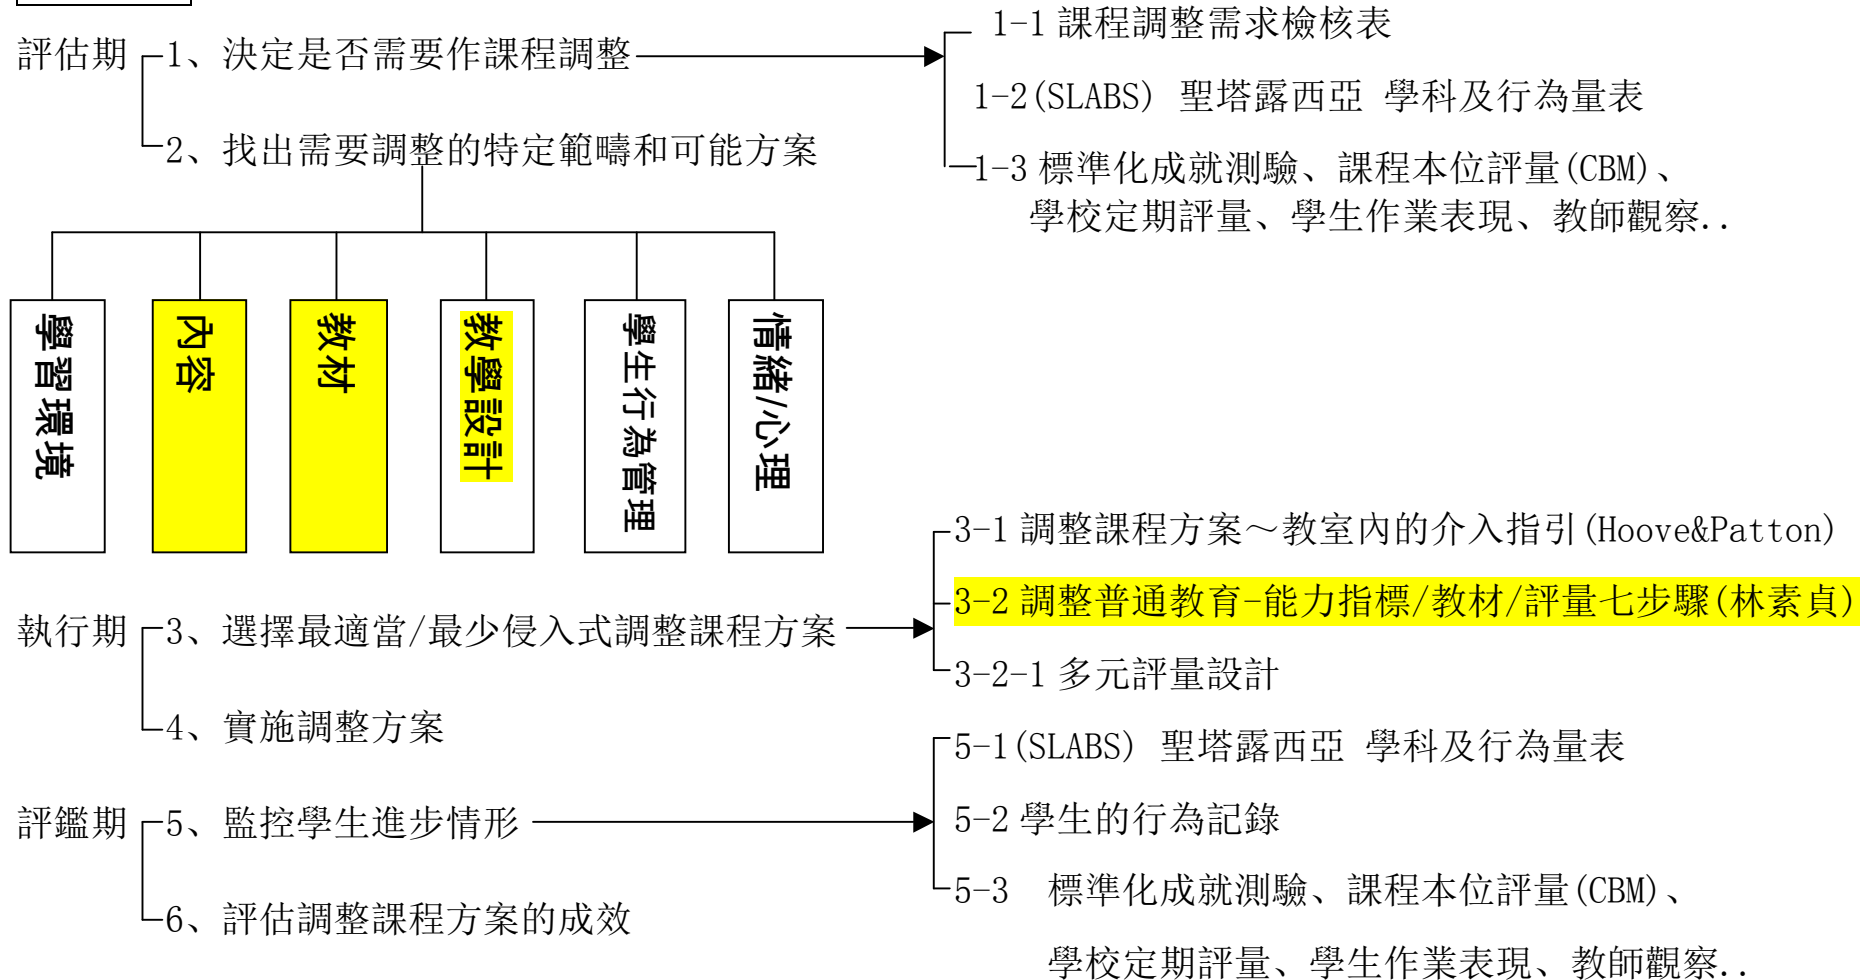 評估期
1、決定是否需要作課程調整
2、找出需要調整的特定範疇和可能方案
1-1 課程調整需求檢核表
1-2(SLABS) 聖塔露西亞 學科及行為量表
1-3 標準化成就測驗、課程本位評量(CBM)、
學校定期評量、學生作業表現、教師觀察..
學習環境
內容
教材
教學設計
學生行為管理
情緒/心理
執行期
3、選擇最適當/最少侵入式調整課程方案
4、實施調整方案
3-1 調整課程方案～教室內的介入指引(Hoove&Patton)
3-2 調整普通教育-能力指標/教材/評量七步驟(林素貞)
3-2-1 多元評量設計
評鑑期
5、監控學生進步情形
6、評估調整課程方案的成效
5-1(SLABS) 聖塔露西亞 學科及行為量表
5-2 學生的行為記錄
5-3 標準化成就測驗、課程本位評量(CBM)、
學校定期評量、學生作業表現、教師觀察..